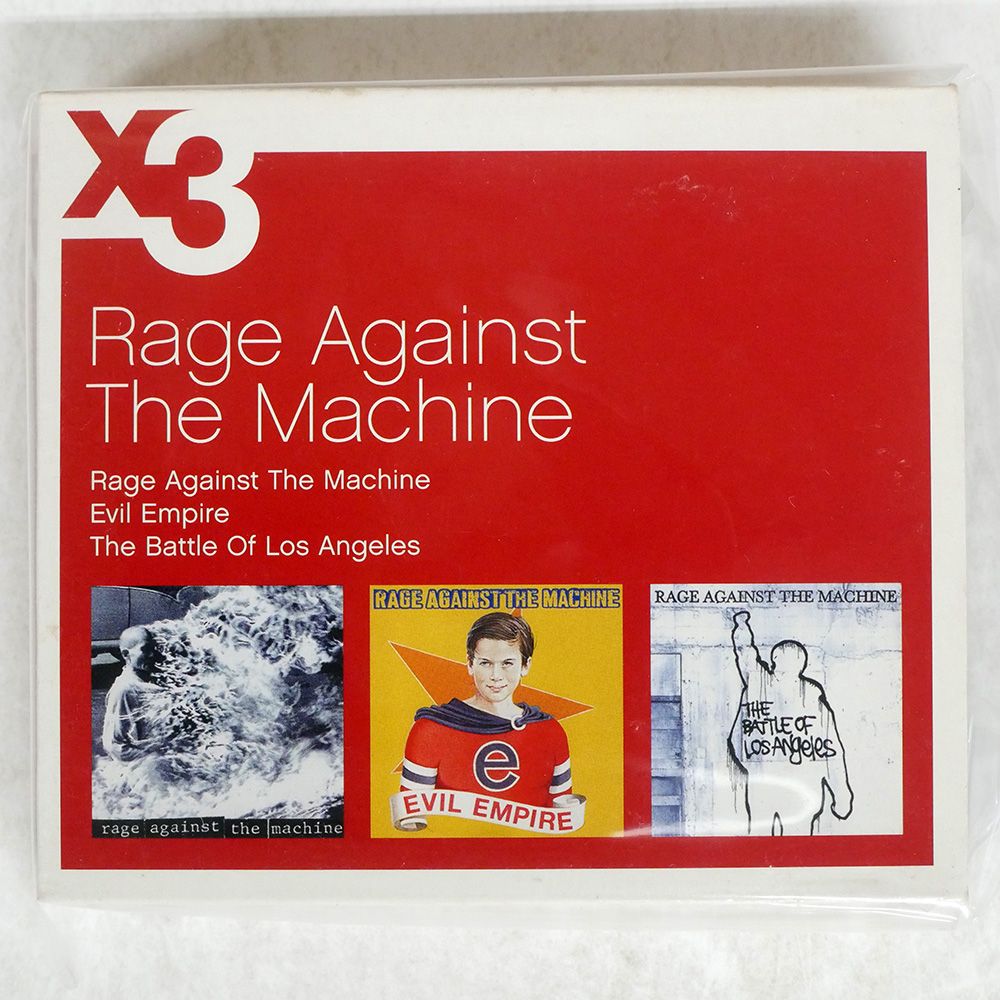 X3
Rage Against
The Machine
Rage Against The Machine
Evil Empire
The Battle Of Los Angeles
rage against the machine
RAGE AGAINST THE MACHINE
e
EVIL EMPIRE
RAGE AGAINST THE MACHINE
THE
BATTLE OF
LOS ANgeleS